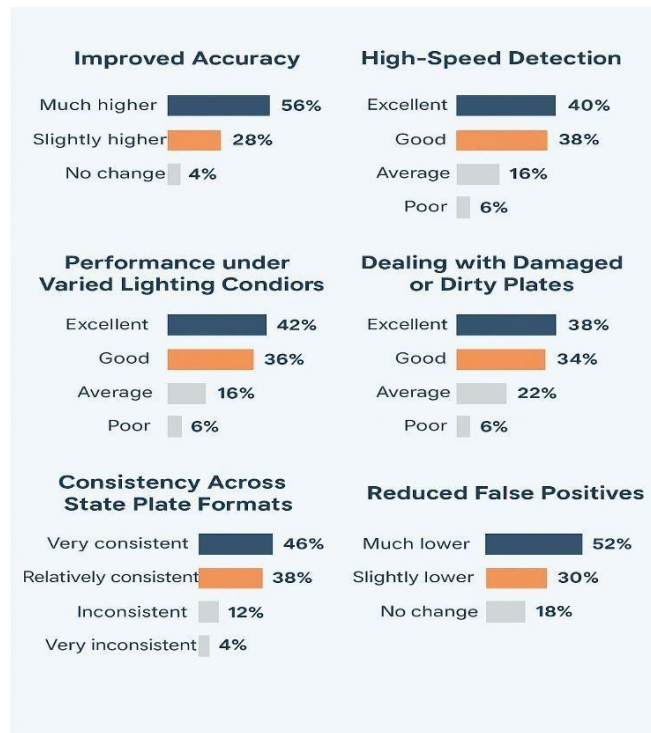 Improved Accuracy
Much higher 56%
Slightly higher 28%
No change 4%
High-Speed Detection
Excellent 40%
Good 38%
Average 16%
Poor 6%
Performance under
Varied Lighting Condiors
Excellent 42%
Good 36%
Average 16%
Poor 6%
Dealing with Damaged
or Dirty Plates
Excellent 38%
Good 34%
Average 22%
Poor 6%
Consistency Across
State Plate Formats
Very consistent 46%
Relatively consistent 38%
Inconsistent 12%
Very inconsistent 4%
Reduced False Positives
Much lower 52%
Slightly lower 30%
No change 18%